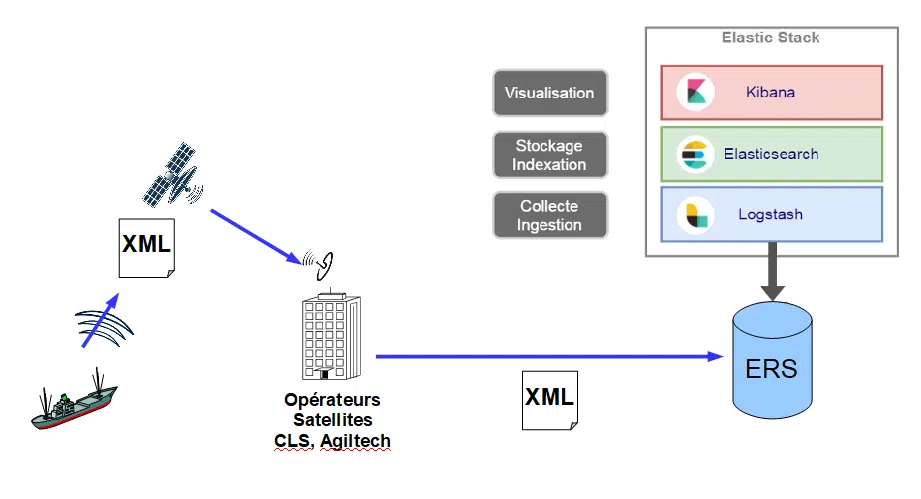 Elastic Stack
Visualisation
Kibana
Stockage
Indexation
Elasticsearch
Collecte
Ingestion
Logstash
XML
ERS
Opérateurs
Satellites
CLS, Agiltech
XML